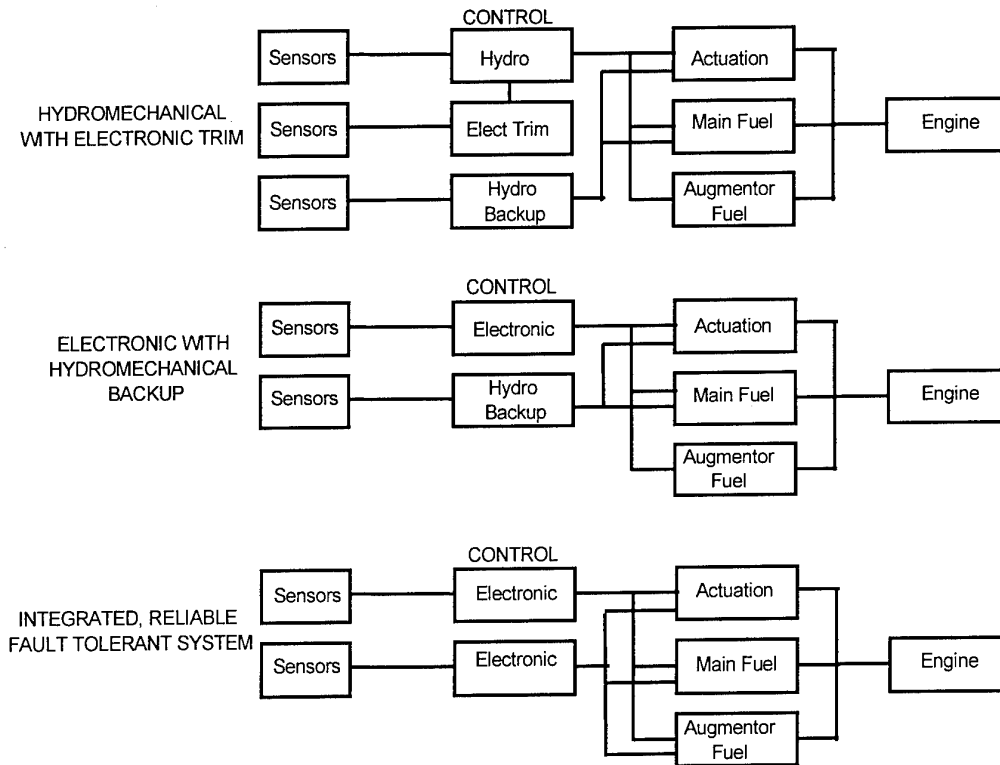 CONTROL
Sensors
Hydro
Actuation
HYDROMECHANICAL
WITH ELECTRONIC TRIM
Sensors
Elect Trim
Main Fuel
Engine
Sensors
Hydro
Backup
Augmentor
Fuel
CONTROL
Sensors
Electronic
Actuation
ELECTRONIC WITH
HYDROMECHANICAL
BACKUP
Sensors
Hydro
Backup
Main Fuel
Engine
Augmentor
Fuel
CONTROL
Sensors
Electronic
Actuation
INTEGRATED, RELIABLE
FAULT TOLERANT SYSTEM
Sensors
Electronic
Main Fuel
Engine
Augmentor
Fuel